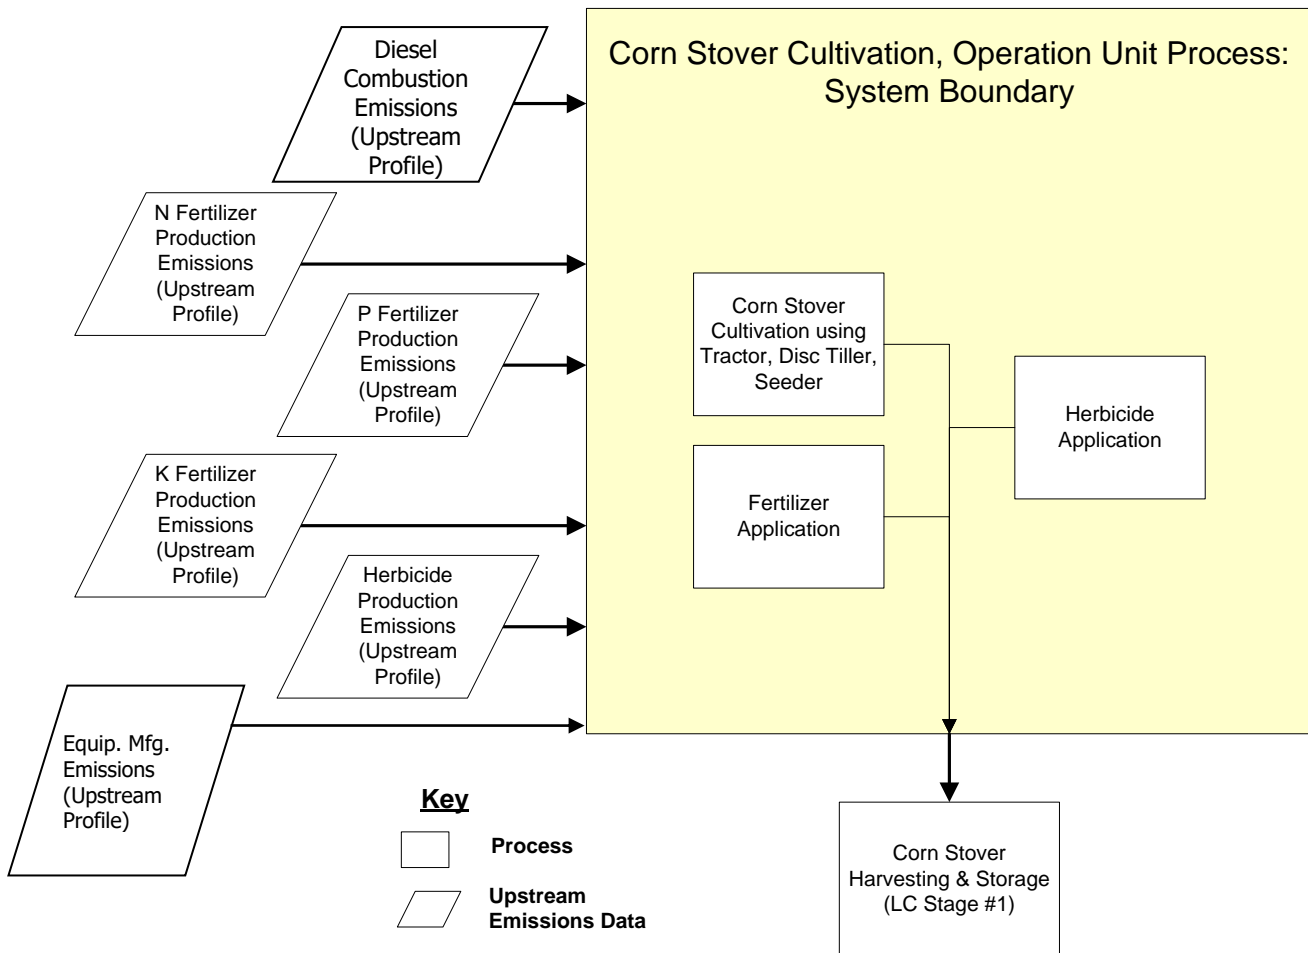 Corn Stover Cultivation, Operation Unit Process:
System Boundary
Diesel
Combustion
Emissions
(Upstream
Profile)
N Fertilizer
Production
Emissions
(Upstream
Profile)
P Fertilizer
Production
Emissions
(Upstream
Profile)
K Fertilizer
Production
Emissions
(Upstream
Profile)
Herbicide
Production
Emissions
(Upstream
Profile)
Equip. Mfg.
Emissions
(Upstream
Profile)
Corn Stover
Cultivation using
Tractor, Disc Tiller,
Seeder
Herbicide
Application
Fertilizer
Application
Corn Stover
Harvesting & Storage
(LC Stage #1)
Key
Process
Upstream
Emissions Data